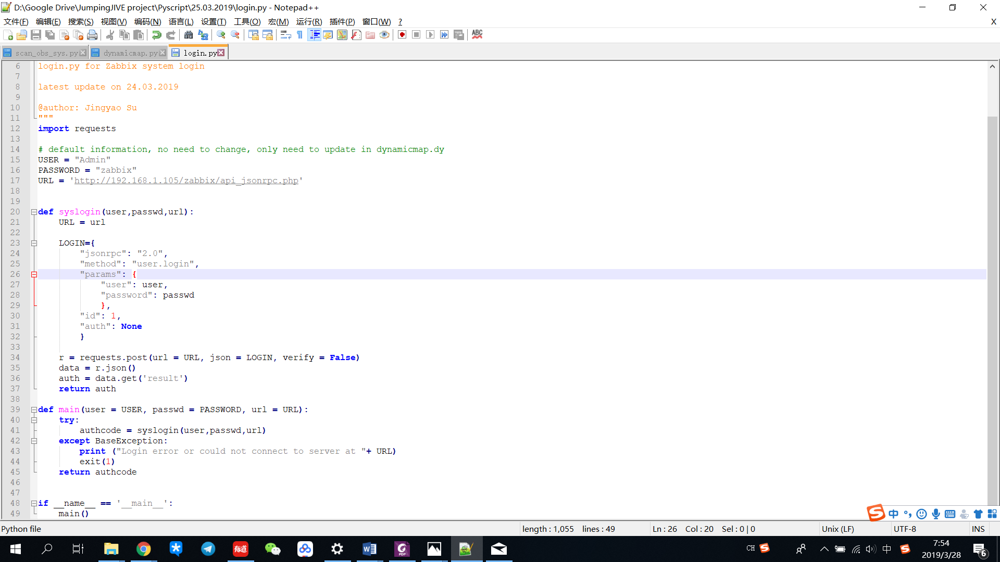 D:\Google Drive\JumpingJIVE project\Pyscript\25.03.2019\login.py - Notepad++
文件(F) 编辑(E) 搜索(S) 视图(V) 编码(N) 语言(L) 设置(T) 工具(O) 宏(M) 运行(R) 插件(P) 窗口(W) ? X
ABC
scan_obs_sys.py dynamicmap.py login.py
6 login.py for Zabbix system login
7
8 latest update on 24.03.2019
9
10 @author: Jingyao Su
11 """
12 import requests
13
14 # default information, no need to change, only need to update in dynamicmap.dy
15 USER = "Admin"
16 PASSWORD = "zabbix"
17 URL = 'http://192.168.1.105/zabbix/api_jsonrpc.php'
18
19
20 def syslogin(user,passwd,url):
21     URL = url
22
23     LOGIN={
24         "jsonrpc": "2.0",
25         "method": "user.login",
26         "params": {
27             "user": user,
28             "password": passwd
29             },
30         "id": 1,
31         "auth": None
32         }
33
34     r = requests.post(url = URL, json = LOGIN, verify = False)
35     data = r.json()
36     auth = data.get('result')
37     return auth
38
39 def main(user = USER, passwd = PASSWORD, url = URL):
40     try:
41         authcode = syslogin(user,passwd,url)
42     except BaseException:
43         print ("Login error or could not connect to server at "+ URL)
44         exit(1)
45     return authcode
46
47
48 if __name__ == '__main__':
49     main()
S 中
Python file length : 1,055 lines : 49 Ln : 26 Col : 20 Sel : 0 | 0 Unix (LF) UTF-8 INS
有道 W PDF CH S 中 S 7:54
2019/3/28 6